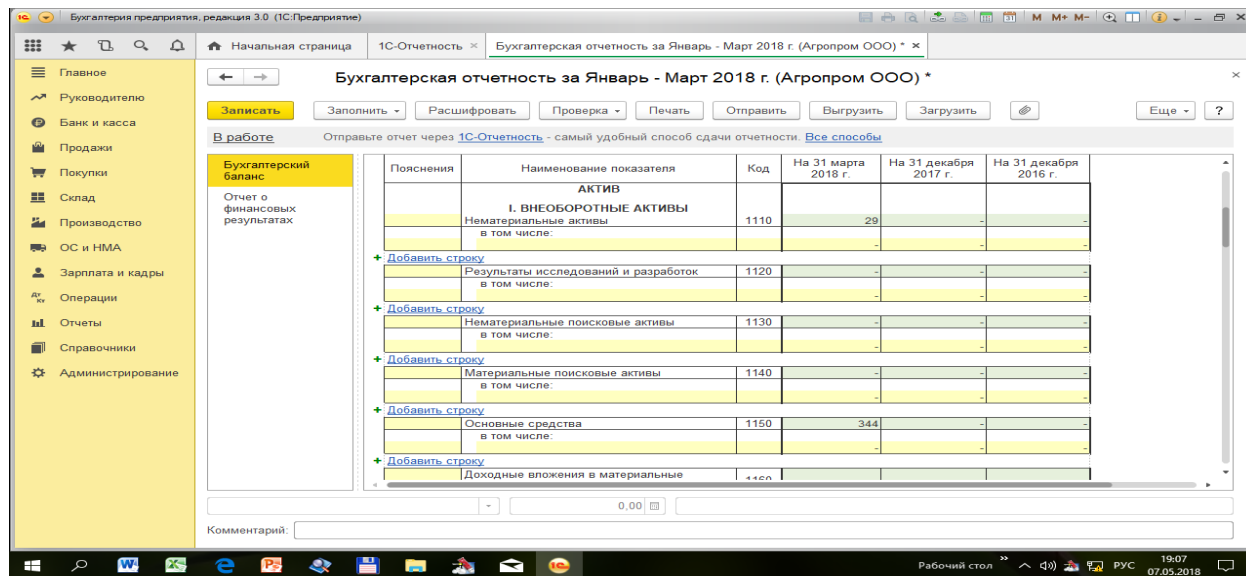 Бухгалтерия предприятия, редакция 3.0 (1С:Предприятие)
M M+ M-
Начальная страница
1С-Отчетность ×
Бухгалтерская отчетность за Январь - Март 2018 г. (Агропром ООО) * ×
Главное
Руководителю
Банк и касса
Продажи
Покупки
Склад
Производство
ОС и НМА
Зарплата и кадры
Операции
Отчеты
Справочники
Администрирование
Бухгалтерская отчетность за Январь - Март 2018 г. (Агропром ООО) *
Записать Заполнить Расшифровать Проверка Печать Отправить Выгрузить Загрузить Еще ?
В работе Отправьте отчет через 1С-Отчетность - самый удобный способ сдачи отчетности. Все способы
Бухгалтерский
баланс
Отчет о
финансовых
результатах
Пояснения Наименование показателя Код На 31 марта 2018 г. На 31 декабря 2017 г. На 31 декабря 2016 г.
АКТИВ
I. ВНЕОБОРОТНЫЕ АКТИВЫ
Нематериальные активы 1110 29 - -
в том числе:
- - -
+ Добавить строку
Результаты исследований и разработок 1120 - - -
в том числе:
- - -
+ Добавить строку
Нематериальные поисковые активы 1130 - - -
в том числе:
- - -
+ Добавить строку
Материальные поисковые активы 1140 - - -
в том числе:
- - -
+ Добавить строку
Основные средства 1150 344 - -
в том числе:
- - -
+ Добавить строку
Доходные вложения в материальные 1160
0,00
Комментарий:
Рабочий стол » РУС 19:07
07.05.2018